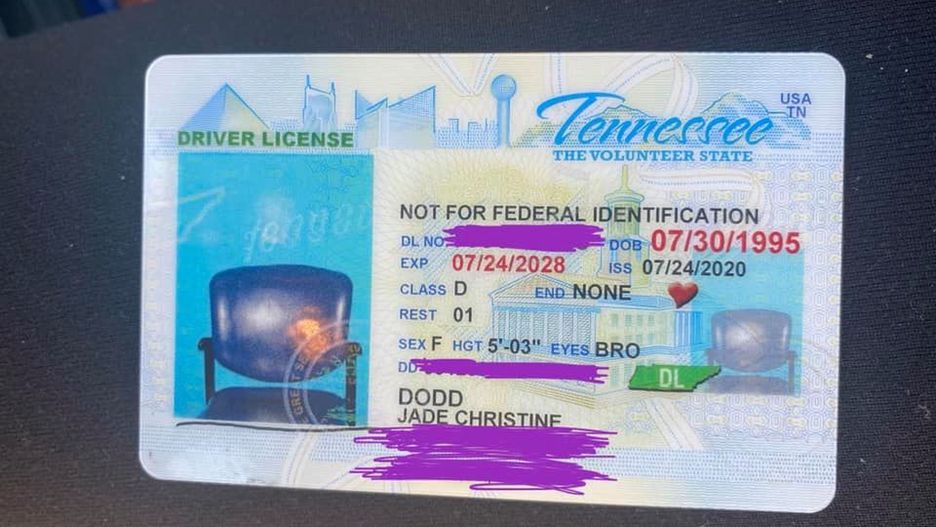 USA
TN
Tennessee
THE VOLUNTEER STATE
DRIVER LICENSE
NOT FOR FEDERAL IDENTIFICATION
DL NO. DOB 07/30/1995
EXP 07/24/2028 ISS 07/24/2020
CLASS D END NONE
REST 01
SEX F HGT 5'-03" EYES BRO
DD
DL
DODD
JADE CHRISTINE